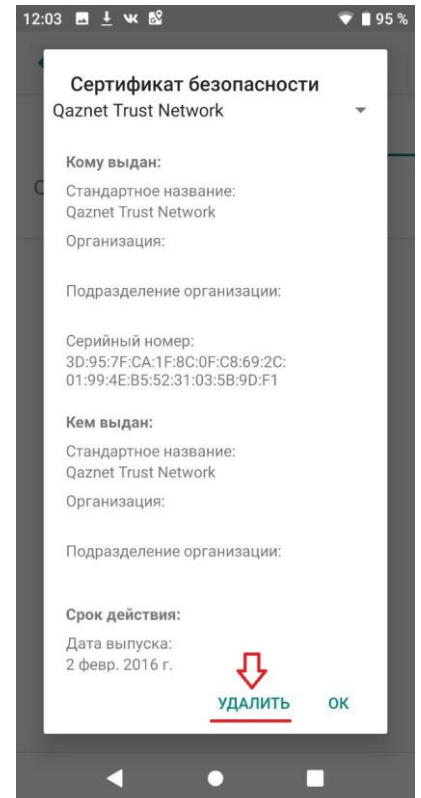 12:03 95 %
Сертификат безопасности
Qaznet Trust Network
Кому выдан:
Стандартное название:
Qaznet Trust Network
Организация:
Подразделение организации:
Серийный номер:
3D:95:7F:CA:1F:8C:0F:C8:69:2C:
01:99:4E:B5:52:31:03:5B:9D:F1
Кем выдан:
Стандартное название:
Qaznet Trust Network
Организация:
Подразделение организации:
Срок действия:
Дата выпуска:
2 февр. 2016 г.
УДАЛИТЬ ОК